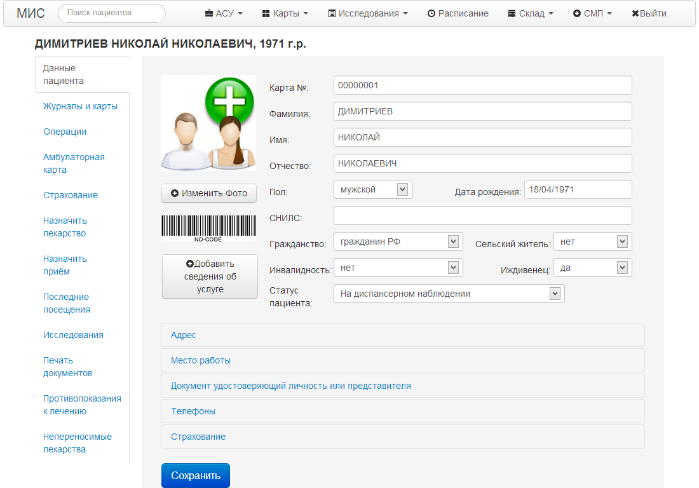 МИС Поиск пациентов АСУ Карты Исследования Расписание Склад СМП Выйти
ДИМИТРИЕВ НИКОЛАЙ НИКОЛАЕВИЧ, 1971 г.р.
Данные
пациента
Журналы и карты
Операции
Амбулаторная
карта
Страхование
Назначить
лекарство
Назначить
приём
Последние
посещения
Исследования
Печать
документов
Противопоказания
к лечению
Непереносимые
лекарства
Изменить Фото
NO-CODE
Добавить
сведения об
услуге
Карта №: 00000001
Фамилия: ДИМИТРИЕВ
Имя: НИКОЛАЙ
Отчество: НИКОЛАЕВИЧ
Пол: мужской Дата рождения: 18/04/1971
СНИЛС:
Гражданство: гражданин РФ Сельский житель: нет
Инвалидность: нет Иждивенец: да
Статус
пациента: На диспансерном наблюдении
Адрес
Место работы
Документ удостоверяющий личность или представителя
Телефоны
Страхование
Сохранить